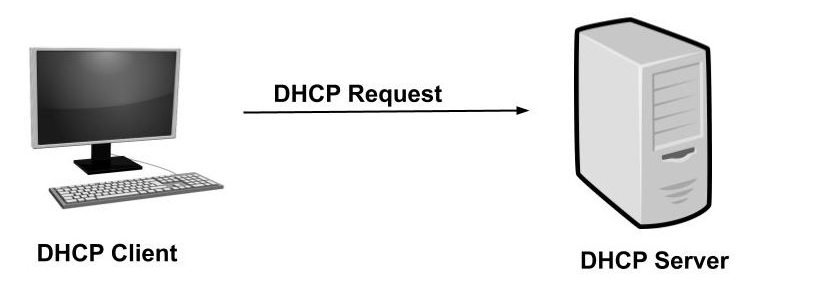 DHCP Request
DHCP Client
DHCP Server